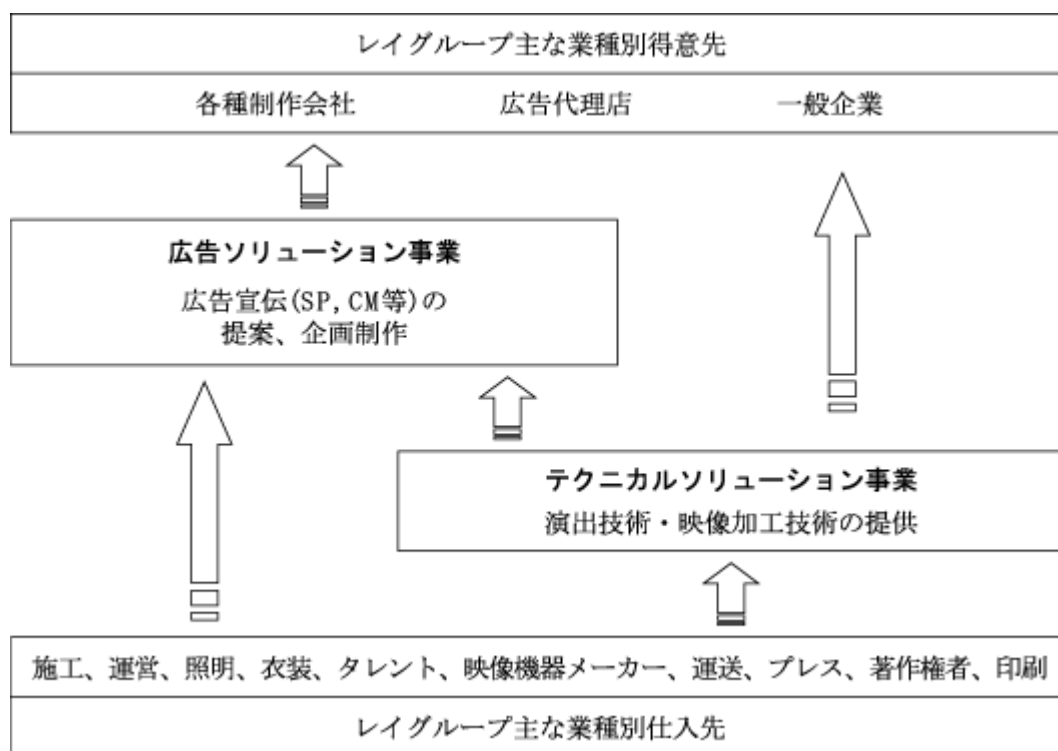 レイグループ主な業種別得意先
各種制作会社 広告代理店 一般企業
広告ソリューション事業
広告宣伝(SP,CM等)の
提案、企画制作
テクニカルソリューション事業
演出技術・映像加工技術の提供
施工、運営、照明、衣装、タレント、映像機器メーカー、運送、プレス、著作権者、印刷
レイグループ主な業種別仕入先